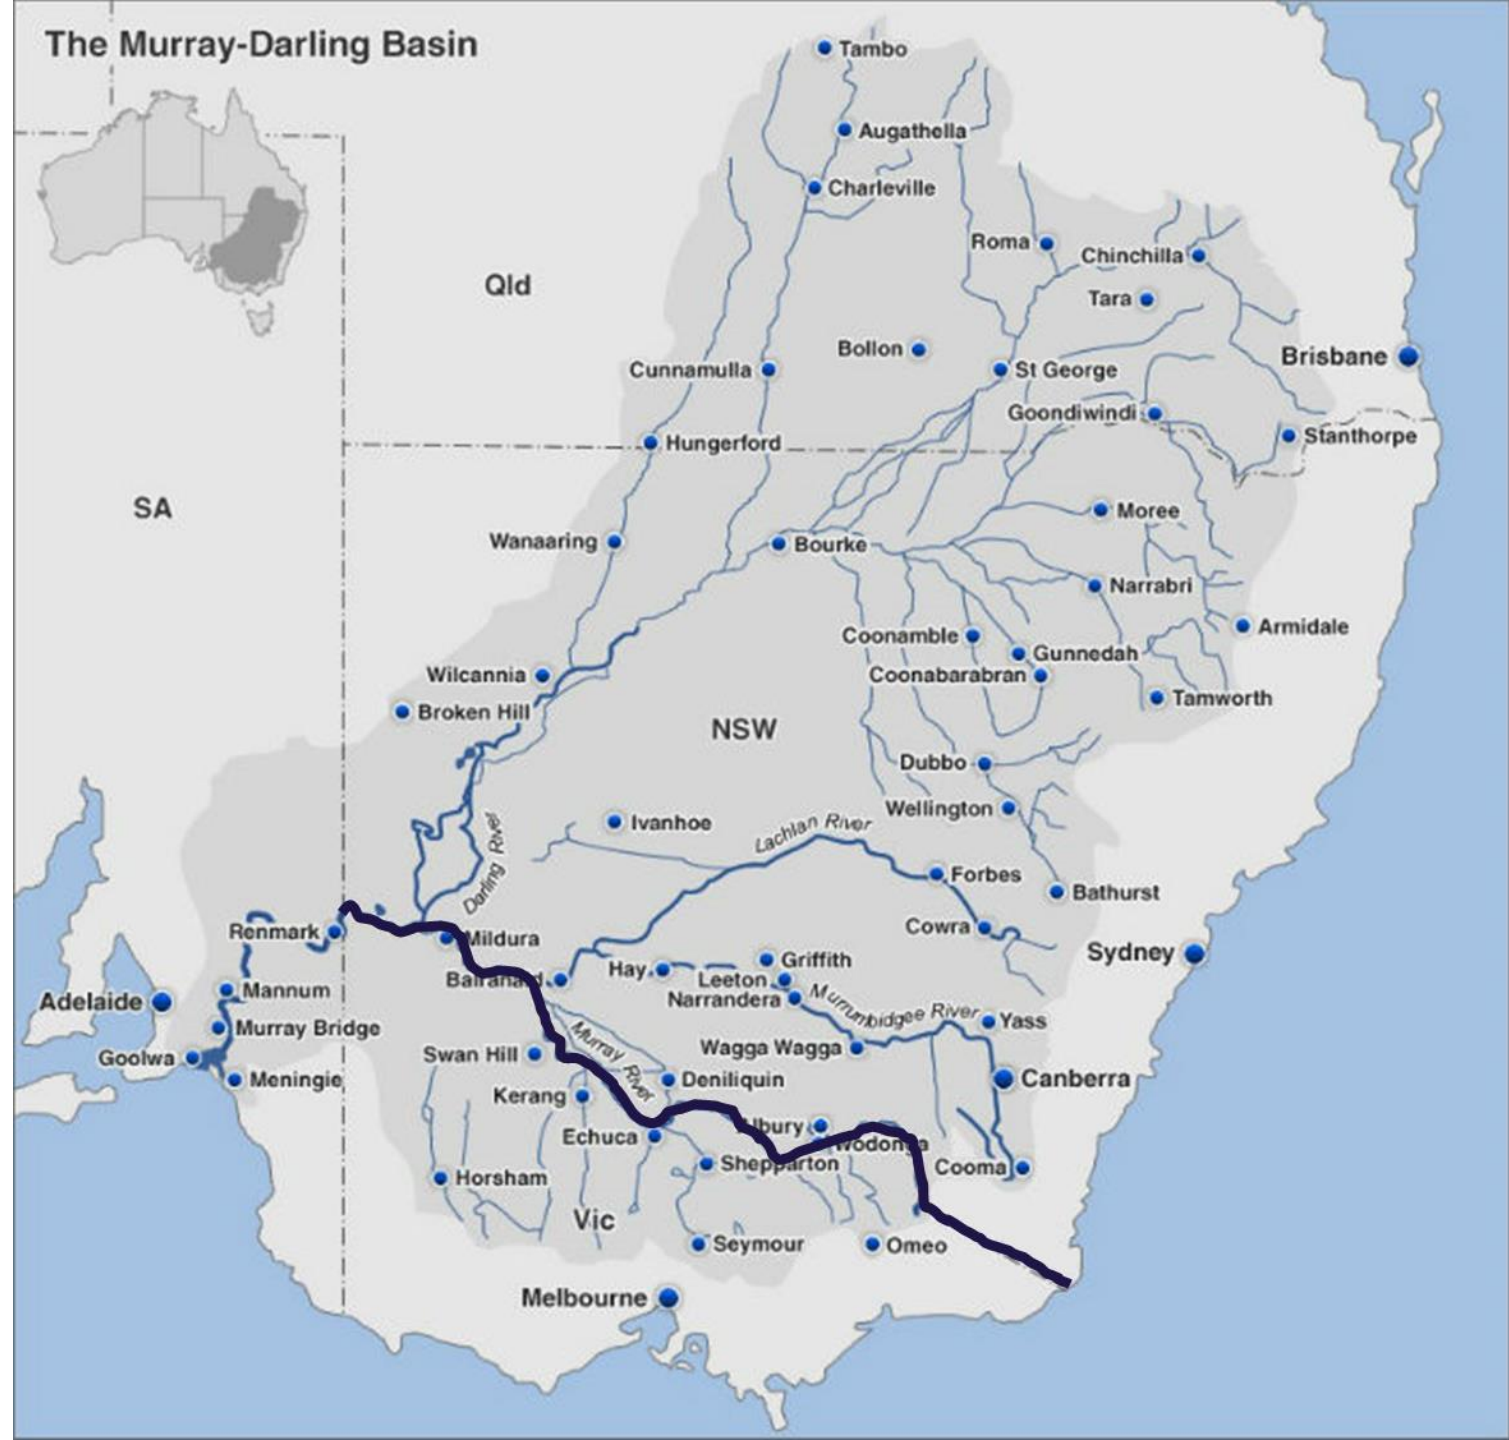 The Murray-Darling Basin
Tambo
Augathella
Charleville
Roma
Chinchilla
Qld
Tara
Bollon
Brisbane
Cunnamulla
St George
Goondiwindi
Stanthorpe
Hungerford
SA
Moree
Wanaaring
Bourke
Narrabri
Armidale
Coonamble
Gunnedah
Wilcannia
Coonabarabran
Tamworth
Broken Hill
NSW
Dubbo
Wellington
Ivanhoe
Lachlan River
Darling River
Forbes
Bathurst
Cowra
Renmark
Mildura
Sydney
Griffith
Hay
Balranald
Leeton
Mannum
Adelaide
Narrandera
Murrumbidgee River
Yass
Murray Bridge
Murray River
Wagga Wagga
Swan Hill
Goolwa
Meningie
Deniliquin
Canberra
Kerang
Albury
Echuca
Wodonga
Shepparton
Cooma
Horsham
Vic
Seymour
Omeo
Melbourne